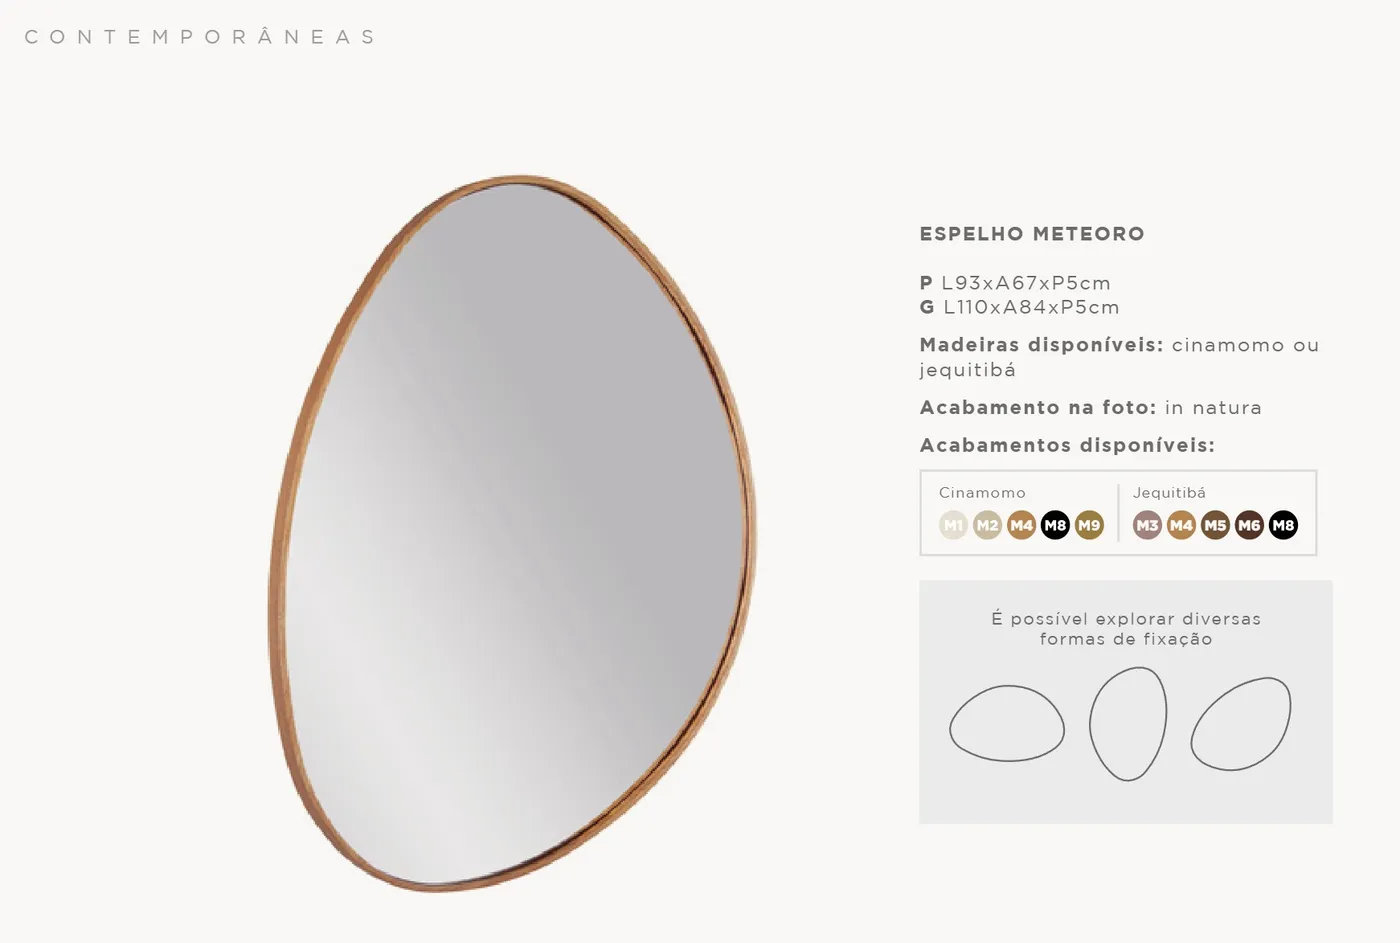 CONTEMPORÂNEAS
ESPELHO METEORO
P L93xA67xP5cm
G L110xA84xP5cm
Madeiras disponíveis: cinamomo ou
jequitibá
Acabamento na foto: in natura
Acabamentos disponíveis:
Cinamomo
M1 M2 M4 M8 M9
Jequitibá
M3 M4 M5 M6 M8
É possível explorar diversas
formas de fixação